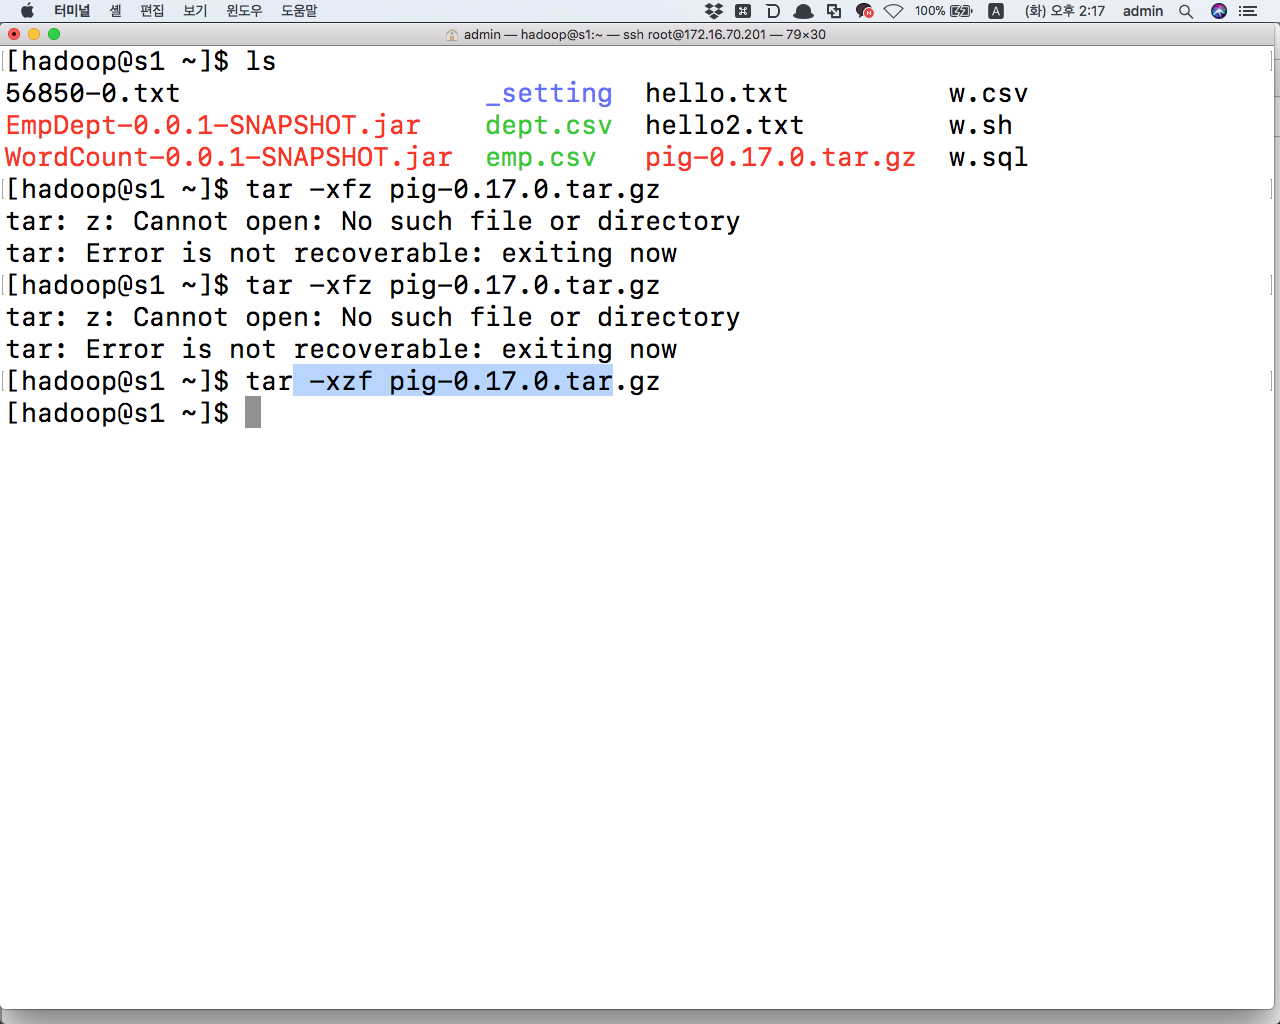 터미널 셸 편집 보기 윈도우 도움말 100% A (화) 오후 2:17 admin
admin — hadoop@s1:~ — ssh root@172.16.70.201 — 79×30
[hadoop@s1 ~]$ ls
56850-0.txt _setting hello.txt w.csv
EmpDept-0.0.1-SNAPSHOT.jar dept.csv hello2.txt w.sh
WordCount-0.0.1-SNAPSHOT.jar emp.csv pig-0.17.0.tar.gz w.sql
[hadoop@s1 ~]$ tar -xfz pig-0.17.0.tar.gz
tar: z: Cannot open: No such file or directory
tar: Error is not recoverable: exiting now
[hadoop@s1 ~]$ tar -xfz pig-0.17.0.tar.gz
tar: z: Cannot open: No such file or directory
tar: Error is not recoverable: exiting now
[hadoop@s1 ~]$ tar -xzf pig-0.17.0.tar.gz
[hadoop@s1 ~]$